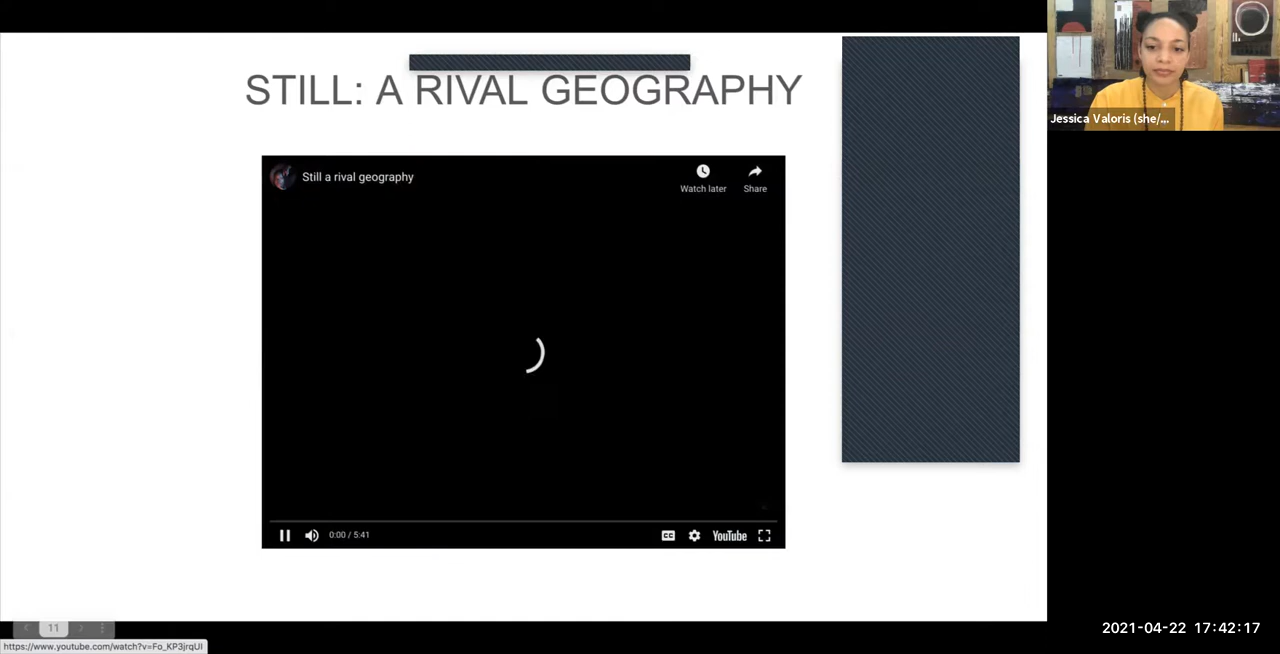 STILL: A RIVAL GEOGRAPHY
Still a rival geography
Watch later
Share
0:00 / 5:41
CC
YouTube
Jessica Valoris (she/...
11
https://www.youtube.com/watch?v=Fo_KP3jrqUI
2021-04-22 17:42:17